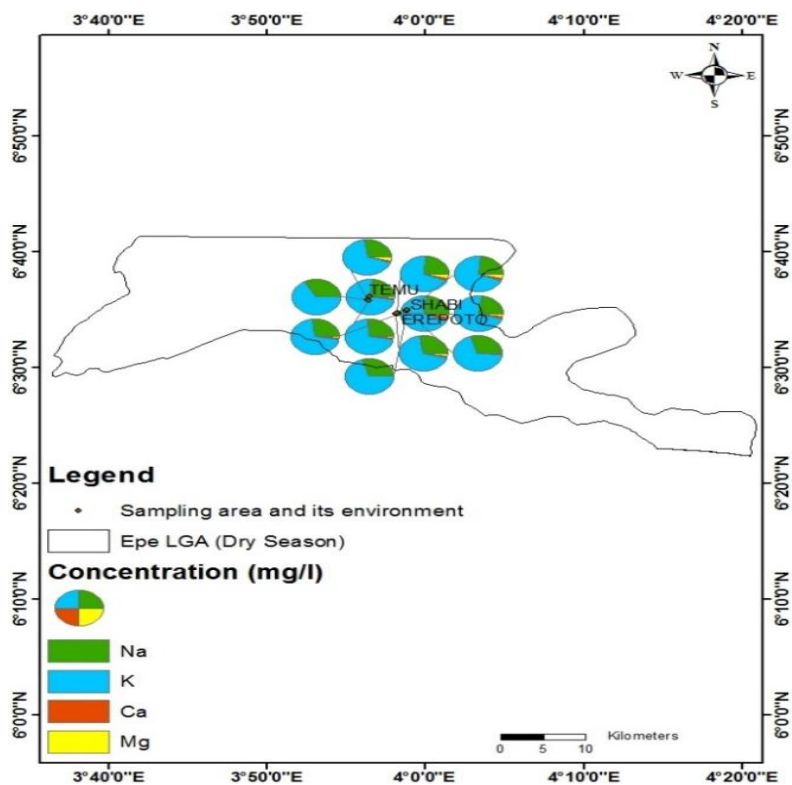 3°40'0"E 3°50'0"E 4°0'0"E 4°10'0"E 4°20'0"E
N
W E
S
6°50'0"N 6°50'0"N
6°40'0"N 6°40'0"N
TEMU
SHABI
EREPOTO
6°30'0"N 6°30'0"N
Legend
Sampling area and its environment
Epe LGA (Dry Season)
6°20'0"N 6°20'0"N
Concentration (mg/l)
6°10'0"N 6°10'0"N
Na
K
Ca
Mg
6°0'0"N 6°0'0"N
Kilometers
0 5 10
3°40'0"E 3°50'0"E 4°0'0"E 4°10'0"E 4°20'0"E